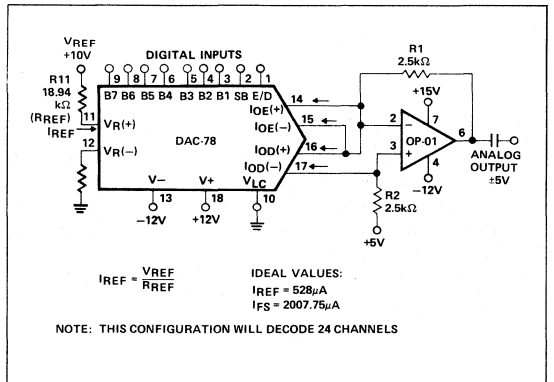 VREF
+10V
DIGITAL INPUTS
R11
18.94
kΩ
(RREF)
IREF
9 8 7 6 5 4 3 2 1
B7 B6 B5 B4 B3 B2 B1 SB E/D
11
VR(+)
12
VR(-)
DAC-78
IOE(+)
14
IOE(-)
15
IOD(+)
16
IOD(-)
17
V-
V+
VLC
13
18
10
-12V
+12V
R1
2.5kΩ
+15V
7
2
-
OP-01
6
3
+
4
-12V
ANALOG
OUTPUT
±5V
R2
2.5kΩ
+5V
IREF = VREF
RREF
IDEAL VALUES:
IREF = 528μA
IFS = 2007.75μA
NOTE: THIS CONFIGURATION WILL DECODE 24 CHANNELS